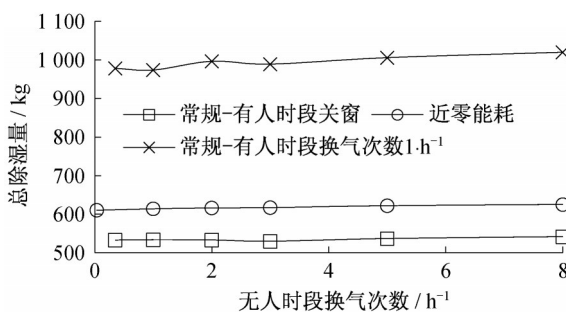 1 100
1 000
900
800
700
600
500
总除湿量 / kg
常规-有人时段关窗
近零能耗
常规-有人时段换气次数1·h⁻¹
0
2
4
6
8
无人时段换气次数 / h⁻¹